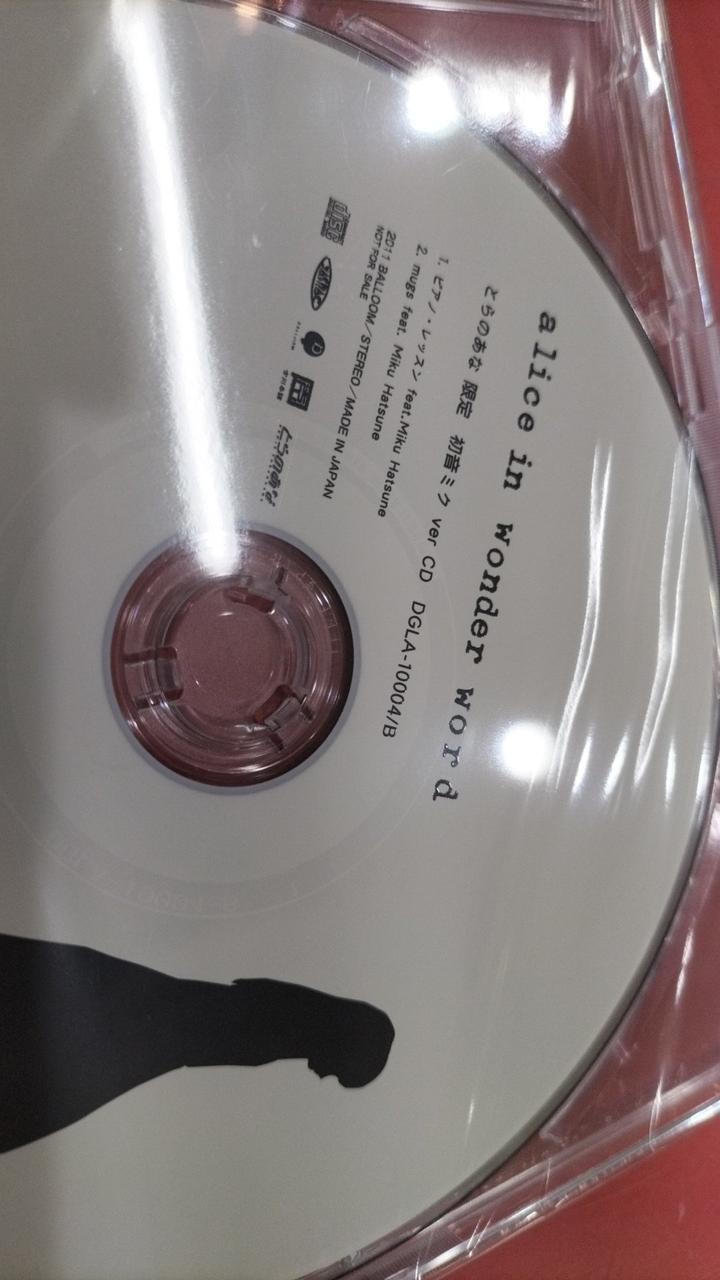 alice in wonder word
とらのあな 限定 初音ミク ver CD DGLA-10004/B
1. ピアノ・レッスン feat.Miku Hatsune
2. mugs feat. Miku Hatsune
2011 BALLOOM/STEREO/MADE IN JAPAN
NOT FOR SALE
disc